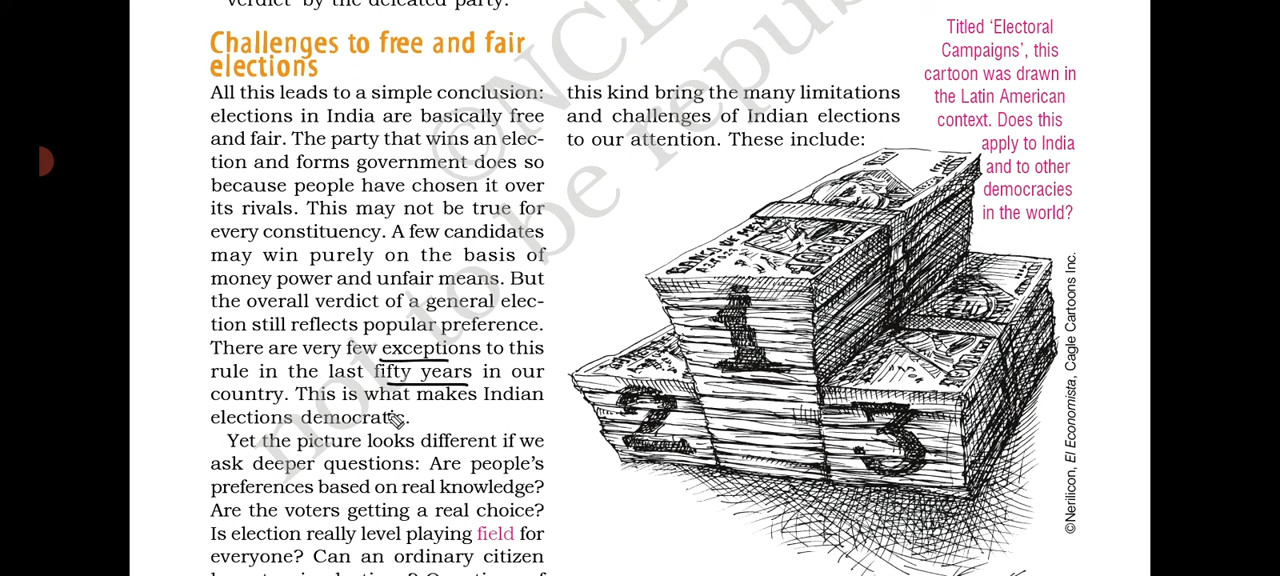 verdict' by the defeated party.
Challenges to free and fair
elections
All this leads to a simple conclusion:
elections in India are basically free
and fair. The party that wins an elec-
tion and forms government does so
because people have chosen it over
its rivals. This may not be true for
every constituency. A few candidates
may win purely on the basis of
money power and unfair means. But
the overall verdict of a general elec-
tion still reflects popular preference.
There are very few exceptions to this
rule in the last fifty years in our
country. This is what makes Indian
elections democrat
Yet the picture looks different if we
ask deeper questions: Are people's
preferences based on real knowledge?
Are the voters getting a real choice?
Is election really level playing field for
everyone? Can an ordinary citizen
this kind bring the many limitations
and challenges of Indian elections
to our attention. These include:
Titled 'Electoral
Campaigns', this
cartoon was drawn in
the Latin American
context. Does this
apply to India
and to other
democracies
in the world?
1
2
3
©Nerilicon, El Economista, Cagle Cartoons Inc.
not to be repub